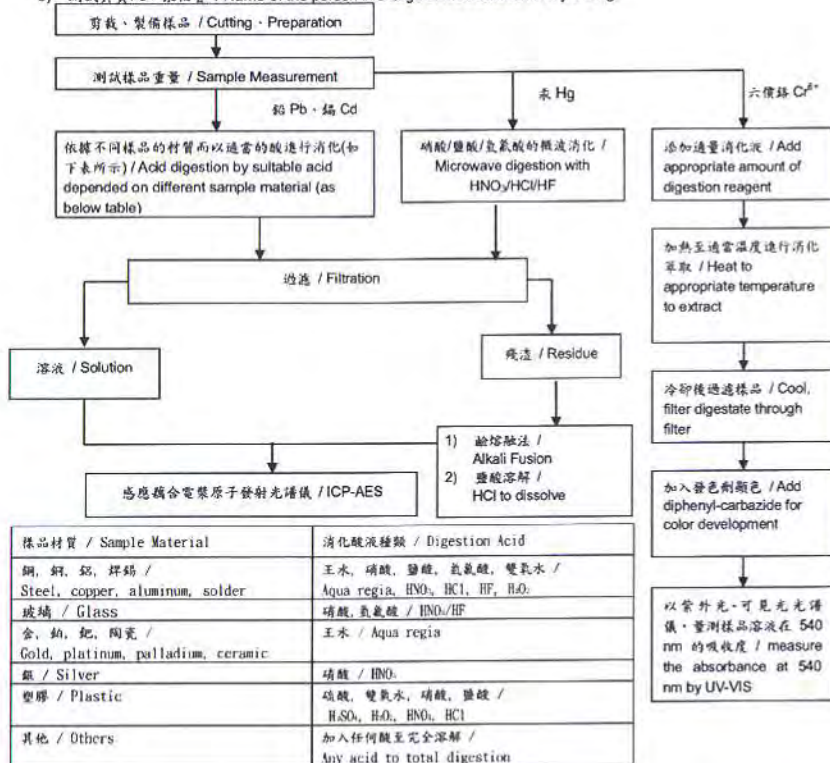 剪裁、製備樣品 / Cutting、Preparation
測試樣品重量 / Sample Measurement
鉛 Pb、鎘 Cd
汞 Hg
六價鉻 Cr6+
依據不同樣品的材質而以適當的酸進行消化(如
下表所示) / Acid digestion by suitable acid
depended on different sample material (as
below table)
硝酸/鹽酸/氫氟酸的微波消化 /
Microwave digestion with
HNO3/HCl/HF
添加適量消化液 / Add
appropriate amount of
digestion reagent
加熱至適當溫度進行消化
萃取 / Heat to
appropriate temperature
to extract
過濾 / Filtration
溶液 / Solution
殘渣 / Residue
冷卻後過濾樣品 / Cool,
filter digestate through
filter
1) 鹼熔融法 /
Alkali Fusion
2) 鹽酸溶解 /
HCl to dissolve
感應耦合電漿原子發射光譜儀 / ICP-AES
加入發色劑顯色 / Add
diphenyl-carbazide for
color development
以紫外光-可見光光譜
儀,量測樣品溶液在 540
nm 的吸收度 / measure
the absorbance at 540
nm by UV-VIS
樣品材質 / Sample Material
消化酸液種類 / Digestion Acid
鋼, 銅, 鋁, 焊錫 /
Steel, copper, aluminum, solder
王水, 硝酸, 鹽酸, 氫氟酸, 雙氧水 /
Aqua regia, HNO3, HCl, HF, H2O2
玻璃 / Glass
硝酸, 氫氟酸 / HNO3/HF
金, 鉑, 鈀, 陶瓷 /
Gold, platinum, palladium, ceramic
王水 / Aqua regia
銀 / Silver
硝酸 / HNO3
塑膠 / Plastic
硫酸, 雙氧水, 硝酸, 鹽酸 /
H2SO4, H2O2, HNO3, HCl
其他 / Others
加入任何酸至完全溶解 /
Any acid to total digestion